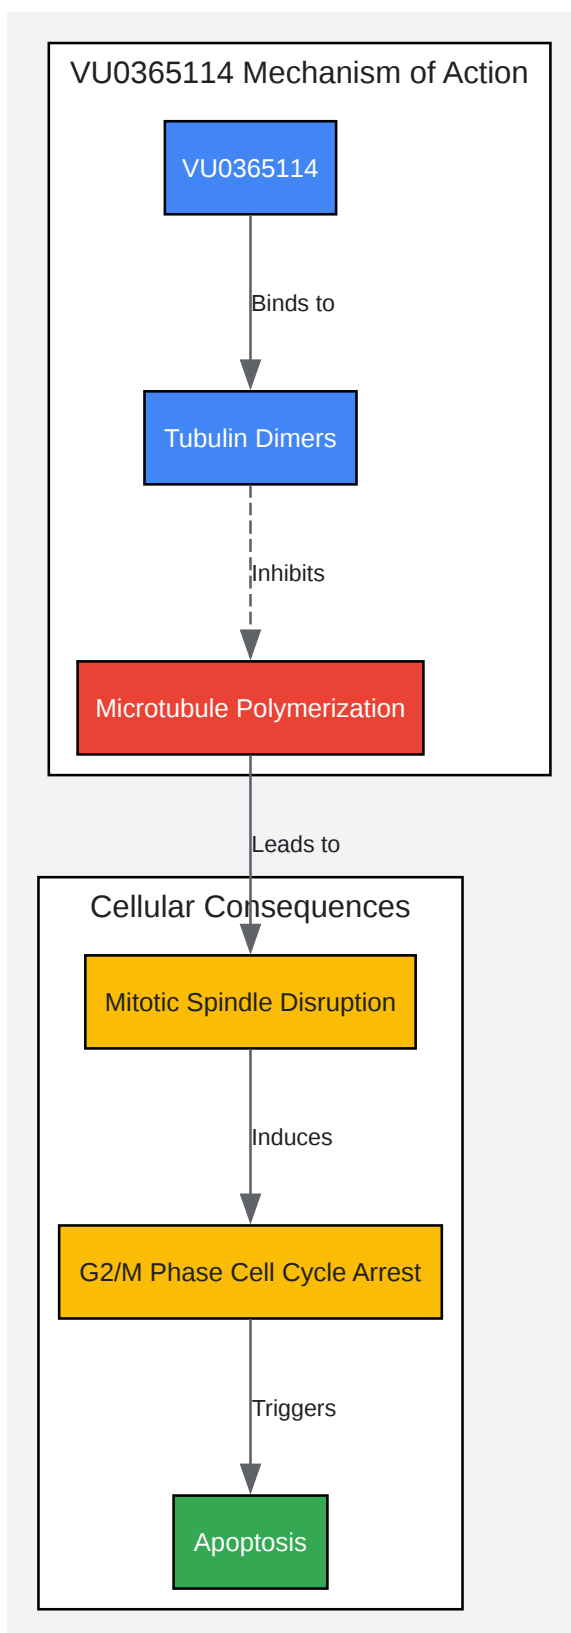 VU0365114 Mechanism of Action
VU0365114
Binds to
Tubulin Dimers
Inhibits
Microtubule Polymerization
Leads to
Cellular Consequences
Mitotic Spindle Disruption
Induces
G2/M Phase Cell Cycle Arrest
Triggers
Apoptosis